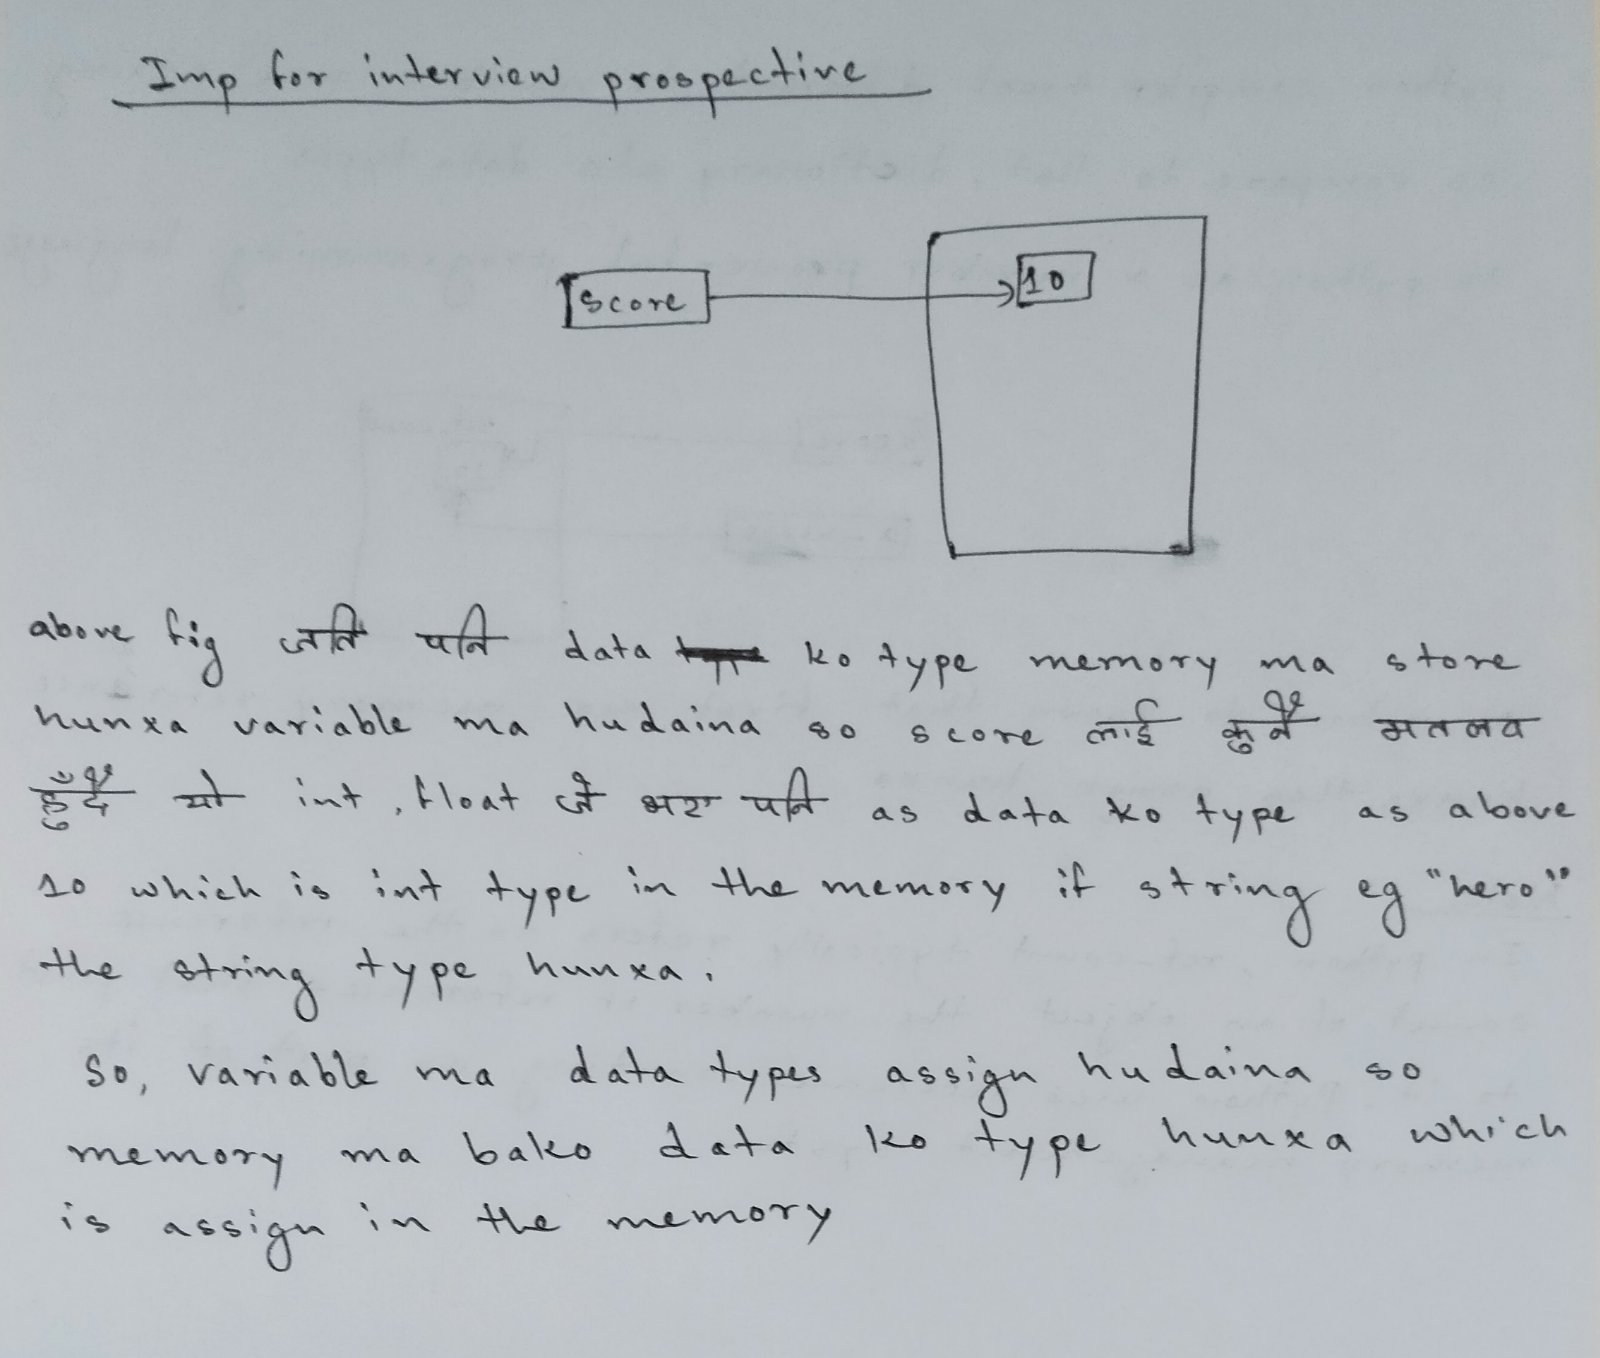 Imp for interview prospective
score
10
above fig जति पनि data ko type memory ma store
hunxa variable ma hudaina so score लाई कुनै मतलव
हुँदै यो int, float जे भए पनि as data ko type as above
10 which is int type in the memory if string eg "hero"
the string type hunxa.
So, variable ma data types assign hudaina so
memory ma bako data ko type hunxa which
is assign in the memory